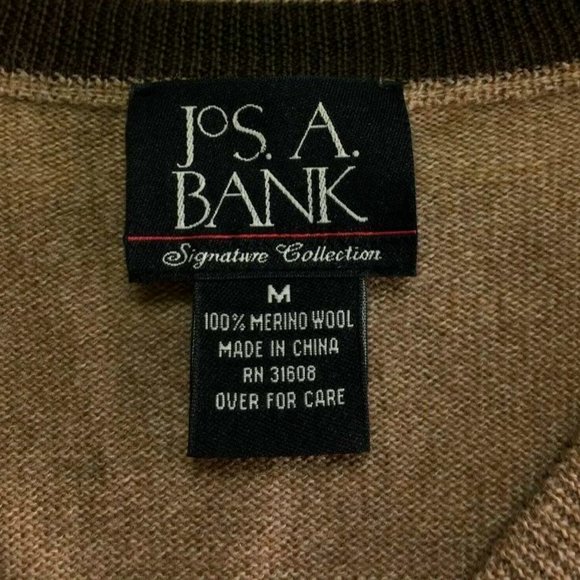 JOS. A.
BANK
Signature Collection
M
100% MERINO WOOL
MADE IN CHINA
RN 31608
OVER FOR CARE